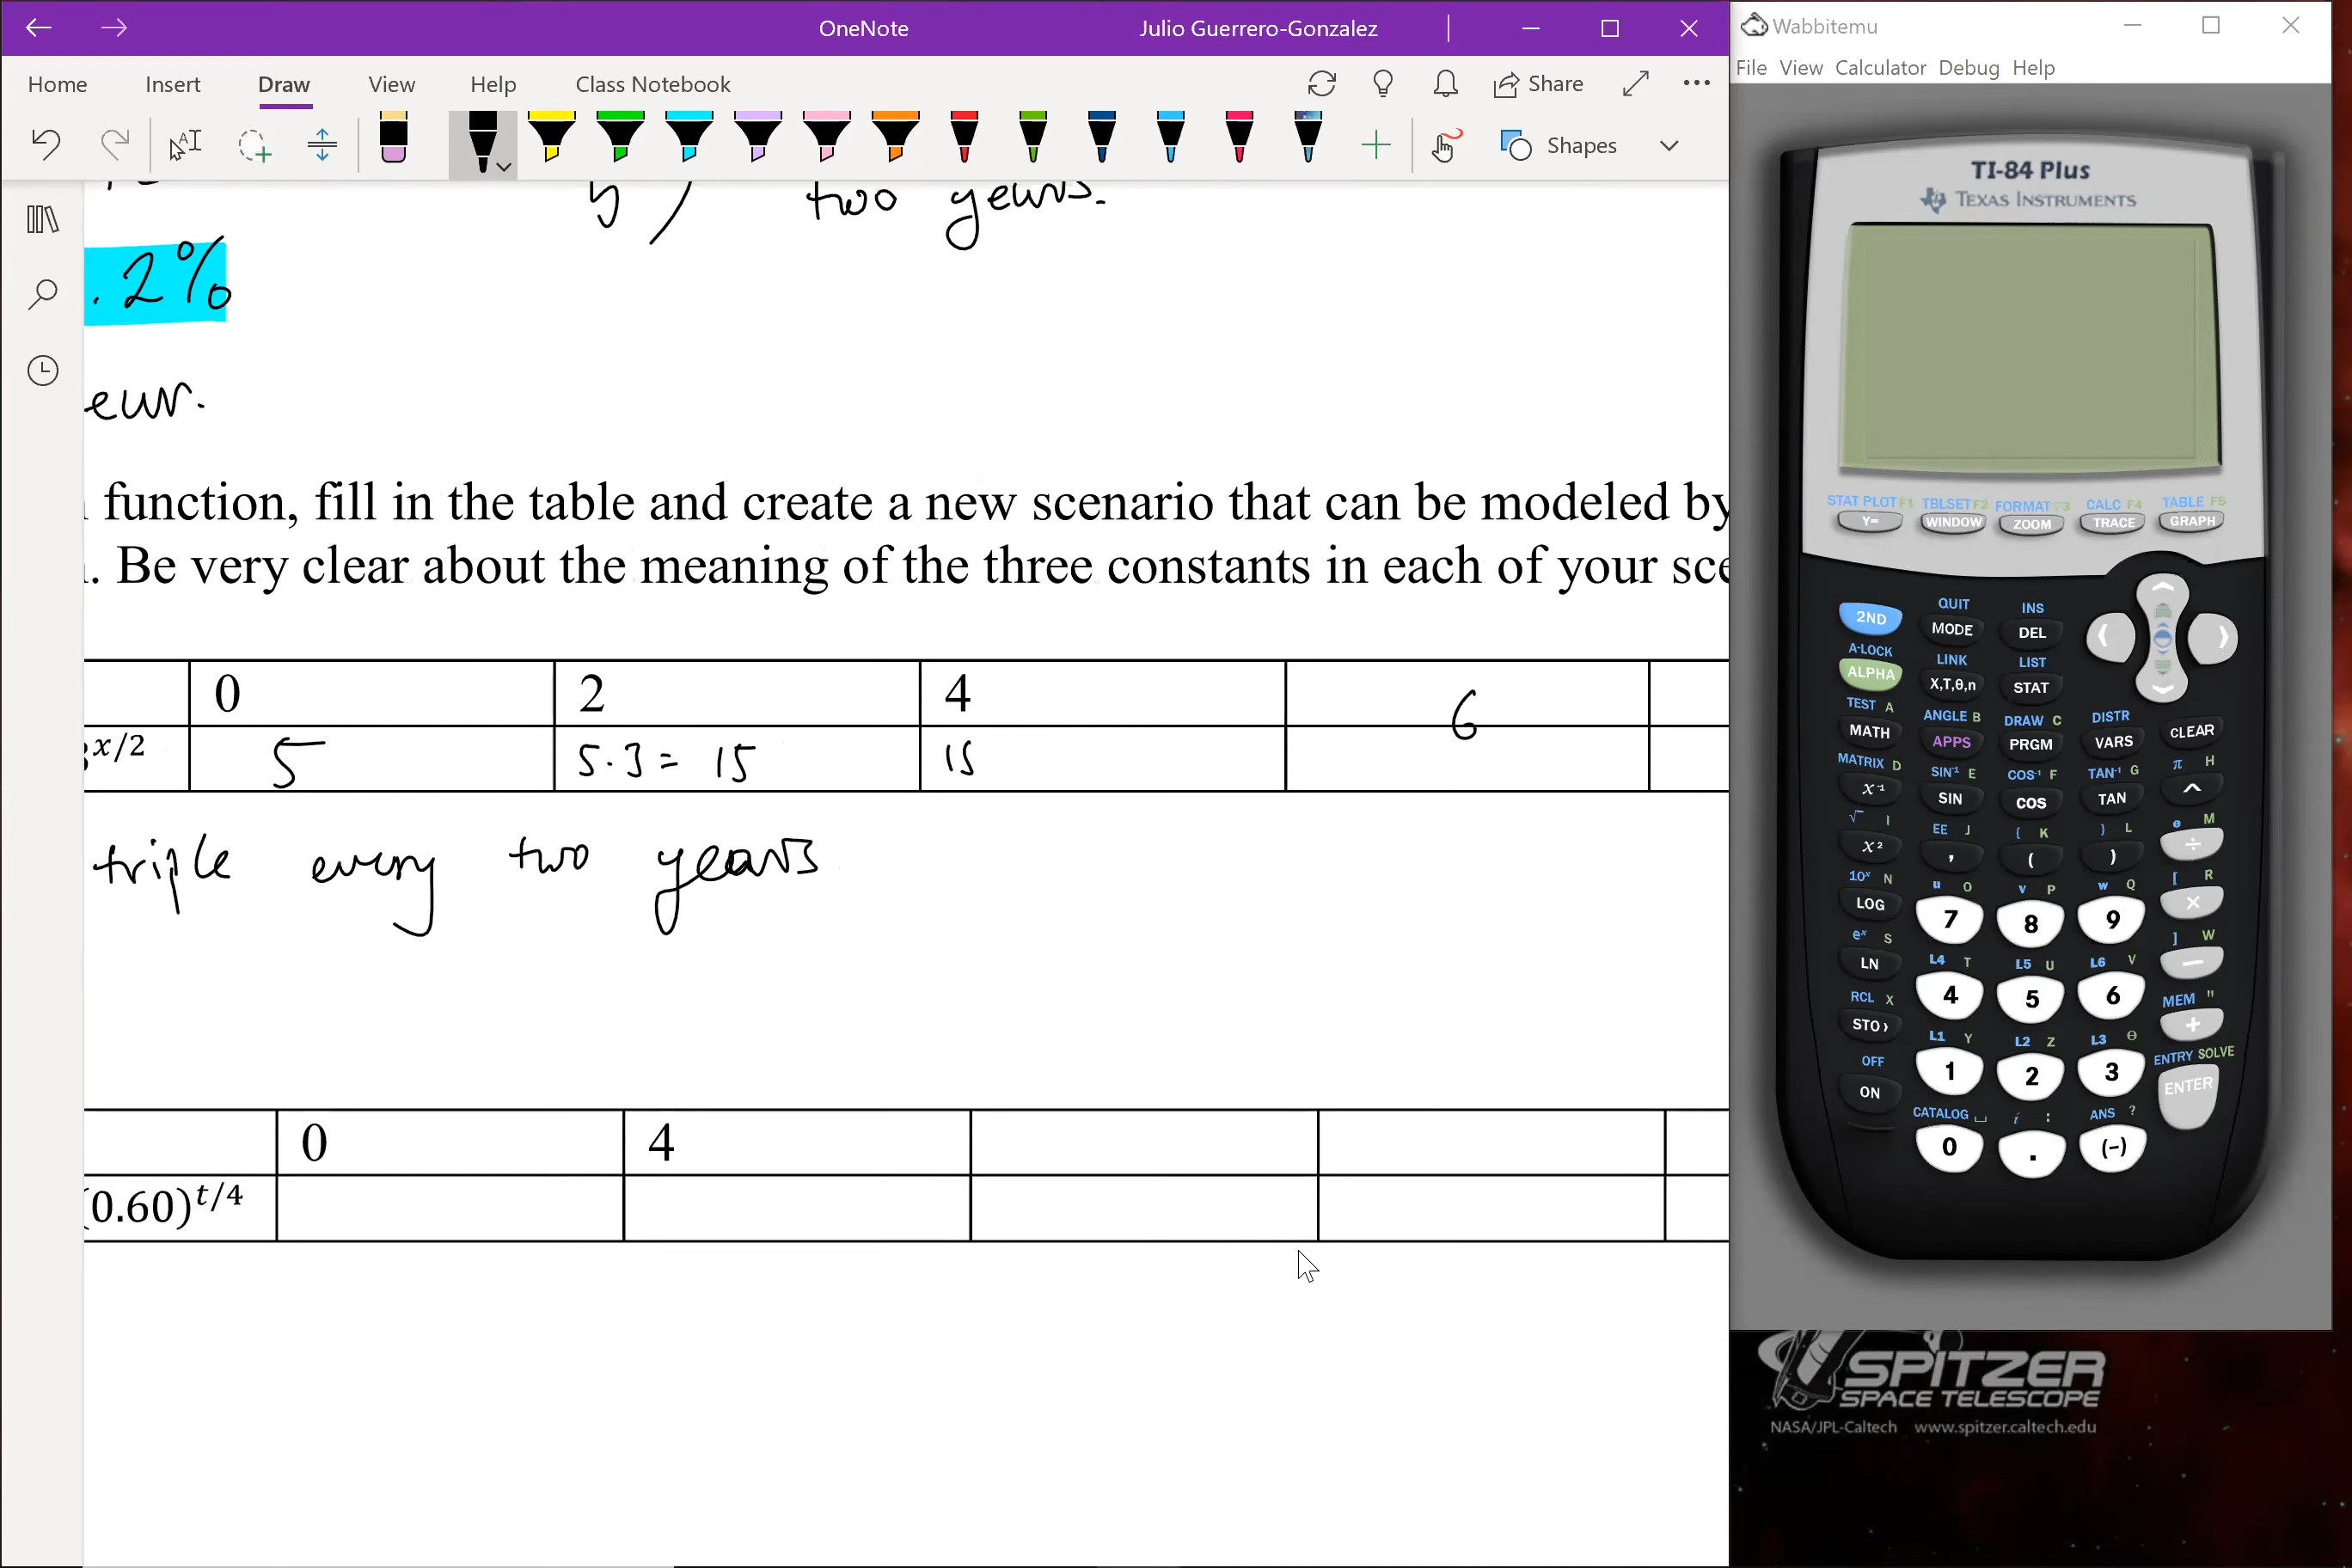 OneNote
Julio Guerrero-Gonzalez
Home Insert Draw View Help Class Notebook Share
Shapes
two years.
. 2%
function, fill in the table and create a new scenario that can be modeled by
. Be very clear about the meaning of the three constants in each of your sce
0 2 4 6
x/2 5 5·3 = 15 15
triple every two years
0 4
(0.60)^t/4
Wabbitemu
File View Calculator Debug Help
TI-84 Plus
TEXAS INSTRUMENTS
STAT PLOT F1 TBLSET F2 FORMAT F3 CALC F4 TABLE F5
Y= WINDOW ZOOM TRACE GRAPH
QUIT INS
2ND MODE DEL
A-LOCK LINK LIST
ALPHA X,T,θ,n STAT
TEST A ANGLE B DRAW C DISTR
MATH APPS PRGM VARS CLEAR
MATRIX D SIN⁻¹ E COS⁻¹ F TAN⁻¹ G π H
x⁻¹ SIN COS TAN ^
√ I EE J { K } L e M
x² , ( ) ÷
10ˣ N u O v P w Q [ R
LOG 7 8 9 ×
eˣ S L4 T L5 U L6 V ] W
LN 4 5 6 −
RCL X L1 Y L2 Z L3 θ MEM "
STO› 1 2 3 +
OFF CATALOG ⎵ i : ANS ? ENTRY SOLVE
ON 0 . (-) ENTER
SPITZER
SPACE TELESCOPE
NASA/JPL-Caltech www.spitzer.caltech.edu